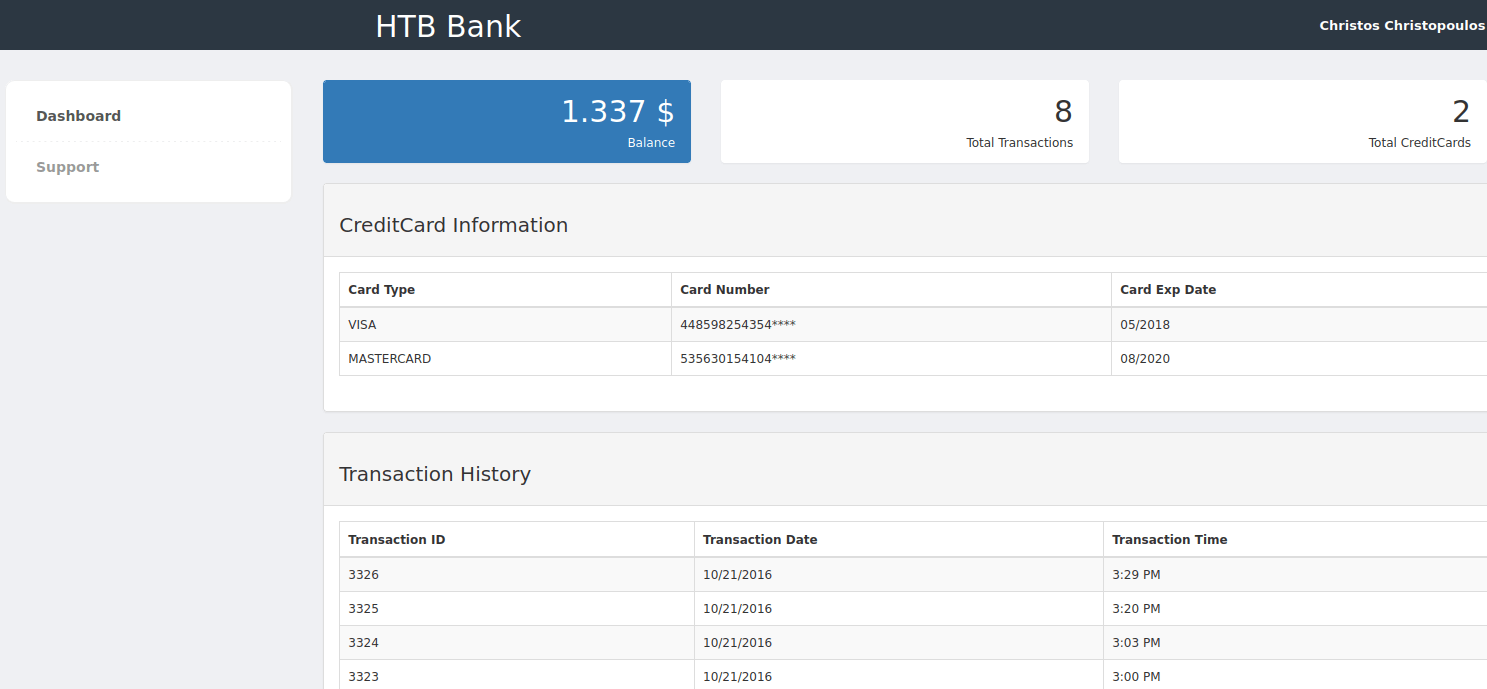 HTB Bank
Christos Christopoulos
Dashboard
Support
1.337 $
Balance
8
Total Transactions
2
Total CreditCards
CreditCard Information
Card Type Card Number Card Exp Date
VISA 448598254354**** 05/2018
MASTERCARD 535630154104**** 08/2020
Transaction History
Transaction ID Transaction Date Transaction Time
3326 10/21/2016 3:29 PM
3325 10/21/2016 3:20 PM
3324 10/21/2016 3:03 PM
3323 10/21/2016 3:00 PM